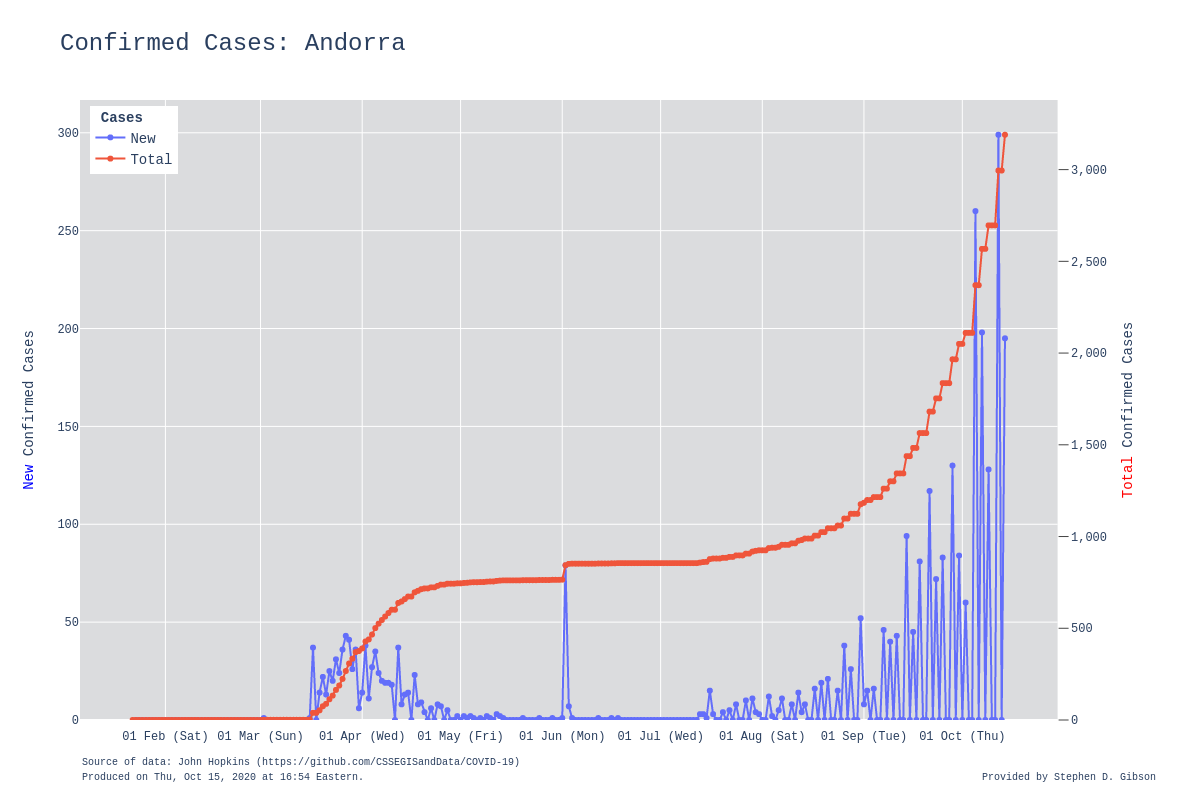 Confirmed Cases: Andorra
Cases
New
Total
300
250
200
150
100
50
0
3,000
2,500
2,000
1,500
1,000
500
0
New Confirmed Cases
Total Confirmed Cases
01 Feb (Sat) 01 Mar (Sun) 01 Apr (Wed) 01 May (Fri) 01 Jun (Mon) 01 Jul (Wed) 01 Aug (Sat) 01 Sep (Tue) 01 Oct (Thu)
Source of data: John Hopkins (https://github.com/CSSEGISandData/COVID-19)
Produced on Thu, Oct 15, 2020 at 16:54 Eastern.
Provided by Stephen D. Gibson